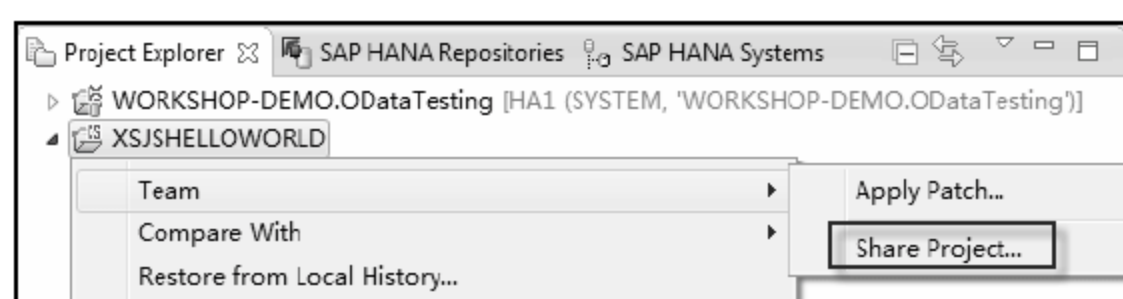 Project Explorer SAP HANA Repositories SAP HANA Systems
WORKSHOP-DEMO.ODataTesting [HA1 (SYSTEM, 'WORKSHOP-DEMO.ODataTesting')]
XSJSHELLOWORLD
Team
Apply Patch...
Compare With
Share Project...
Restore from Local History...